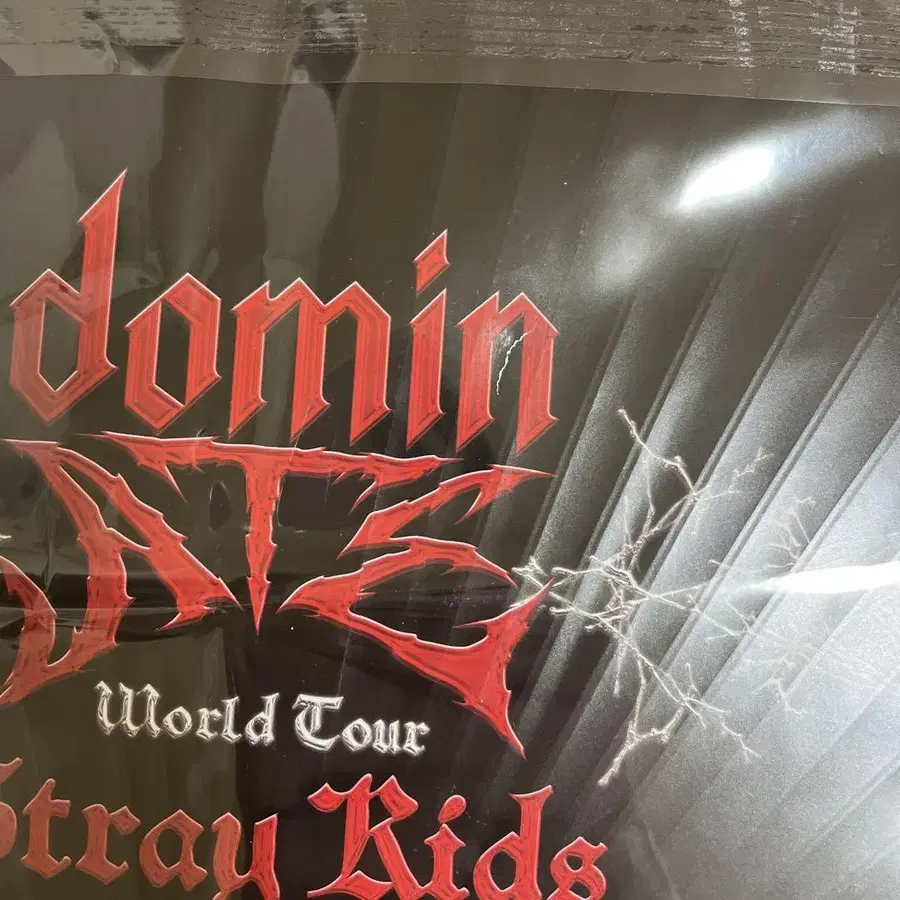 domin
ATE
World Tour
Stray Kids